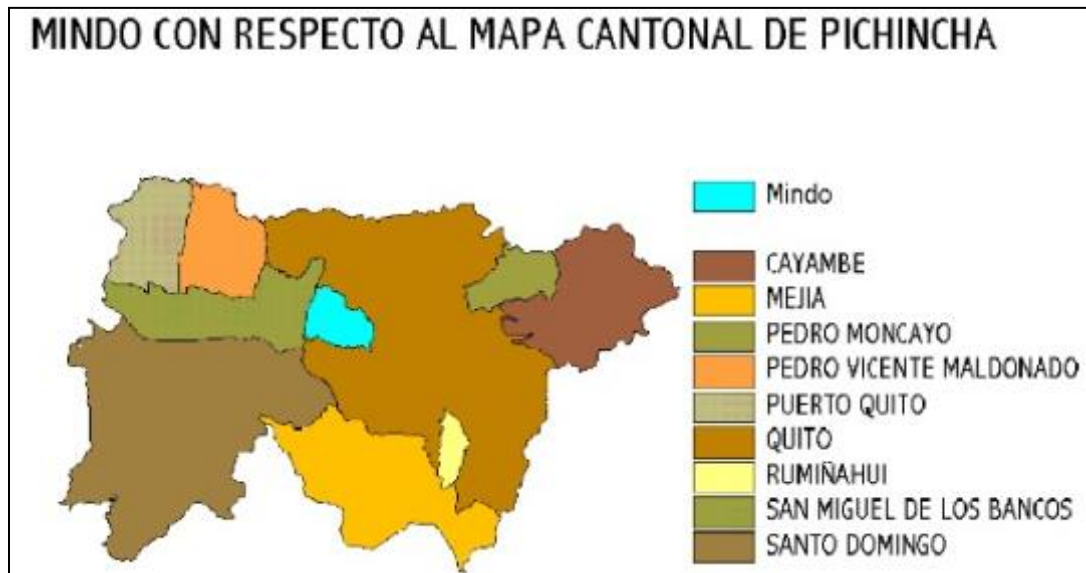 MINDO CON RESPECTO AL MAPA CANTONAL DE PICHINCHA
Mindo
CAYAMBE
MEJIA
PEDRO MONCAYO
PEDRO VICENTE MALDONADO
PUERTO QUITO
QUITO
RUMIÑAHUI
SAN MIGUEL DE LOS BANCOS
SANTO DOMINGO